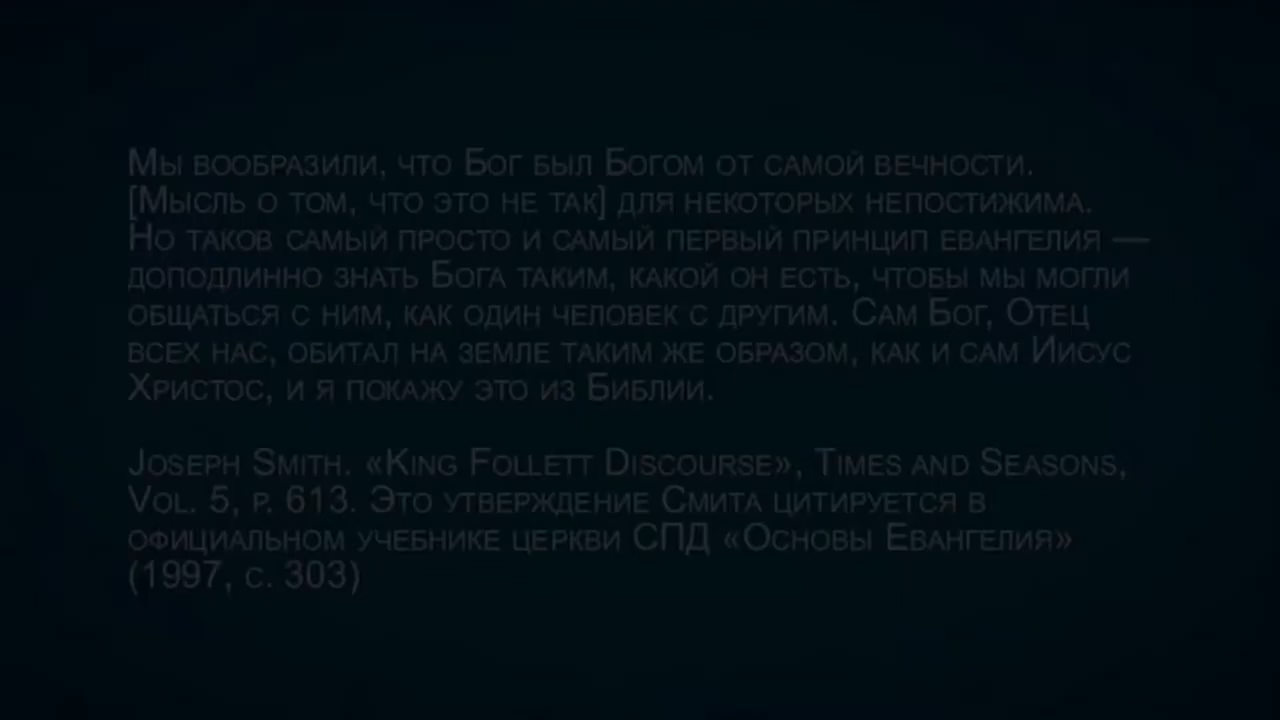 Мы вообразили, что Бог был Богом от самой вечности.
[Мысль о том, что это не так] для некоторых непостижима.
Но таков самый просто и самый первый принцип евангелия —
доподлинно знать Бога таким, какой он есть, чтобы мы могли
общаться с ним, как один человек с другим. Сам Бог, Отец
всех нас, обитал на земле таким же образом, как и сам Иисус
Христос, и я покажу это из Библии.
Joseph Smith. «King Follett Discourse», Times and Seasons,
Vol. 5, p. 613. Это утверждение Смита цитируется в
официальном учебнике церкви СПД «Основы Евангелия»
(1997, с. 303)